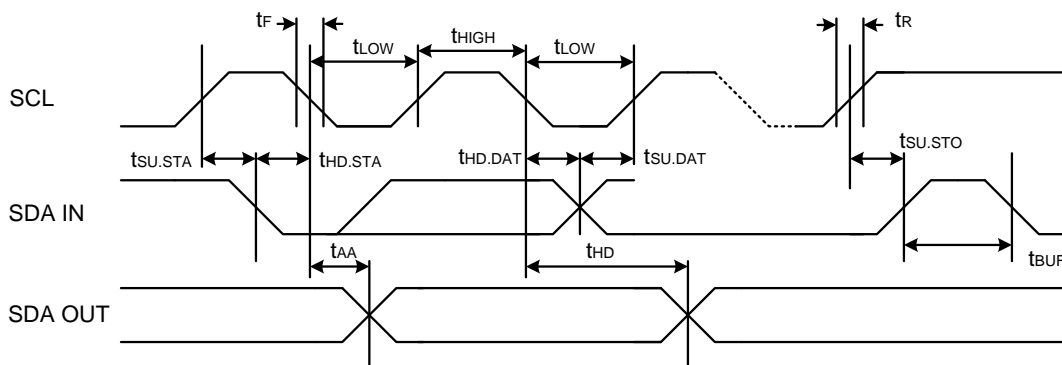 tF
tR
tLOW
tHIGH
tLOW
SCL
tSU.STA
tHD.STA
tHD.DAT
tSU.DAT
tSU.STO
SDA IN
tAA
tHD
tBUF
SDA OUT